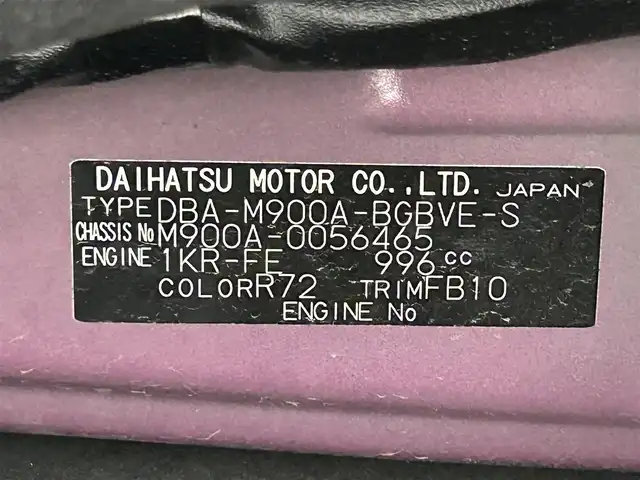 DAIHATSU MOTOR CO.,LTD. JAPAN
TYPE DBA-M900A-BGBVE-S
CHASSIS No M900A-0056465
ENGINE 1KR-FE 996 cc
COLOR R72 TRIM FB10
ENGINE No